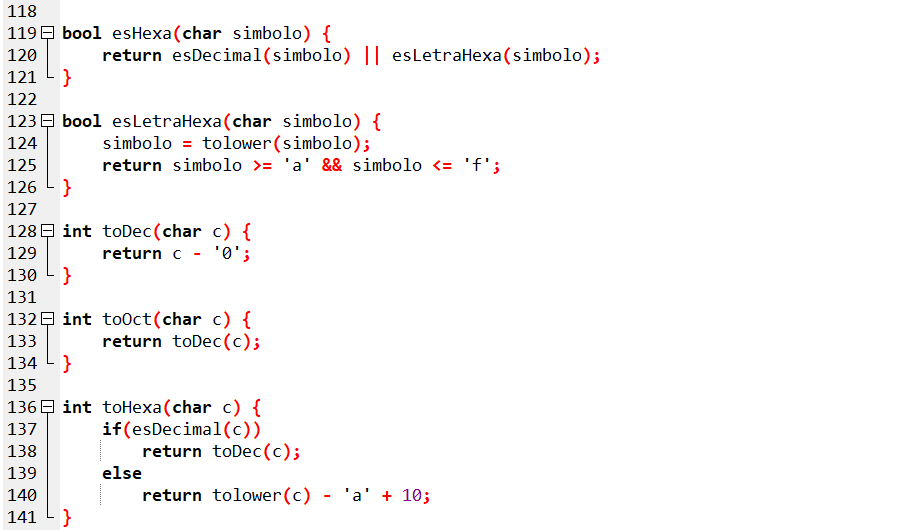 118
119 bool esHexa(char simbolo) {
120 return esDecimal(simbolo) || esLetraHexa(simbolo);
121 }
122
123 bool esLetraHexa(char simbolo) {
124 simbolo = tolower(simbolo);
125 return simbolo >= 'a' && simbolo <= 'f';
126 }
127
128 int toDec(char c) {
129 return c - '0';
130 }
131
132 int toOct(char c) {
133 return toDec(c);
134 }
135
136 int toHexa(char c) {
137 if(esDecimal(c))
138 return toDec(c);
139 else
140 return tolower(c) - 'a' + 10;
141 }